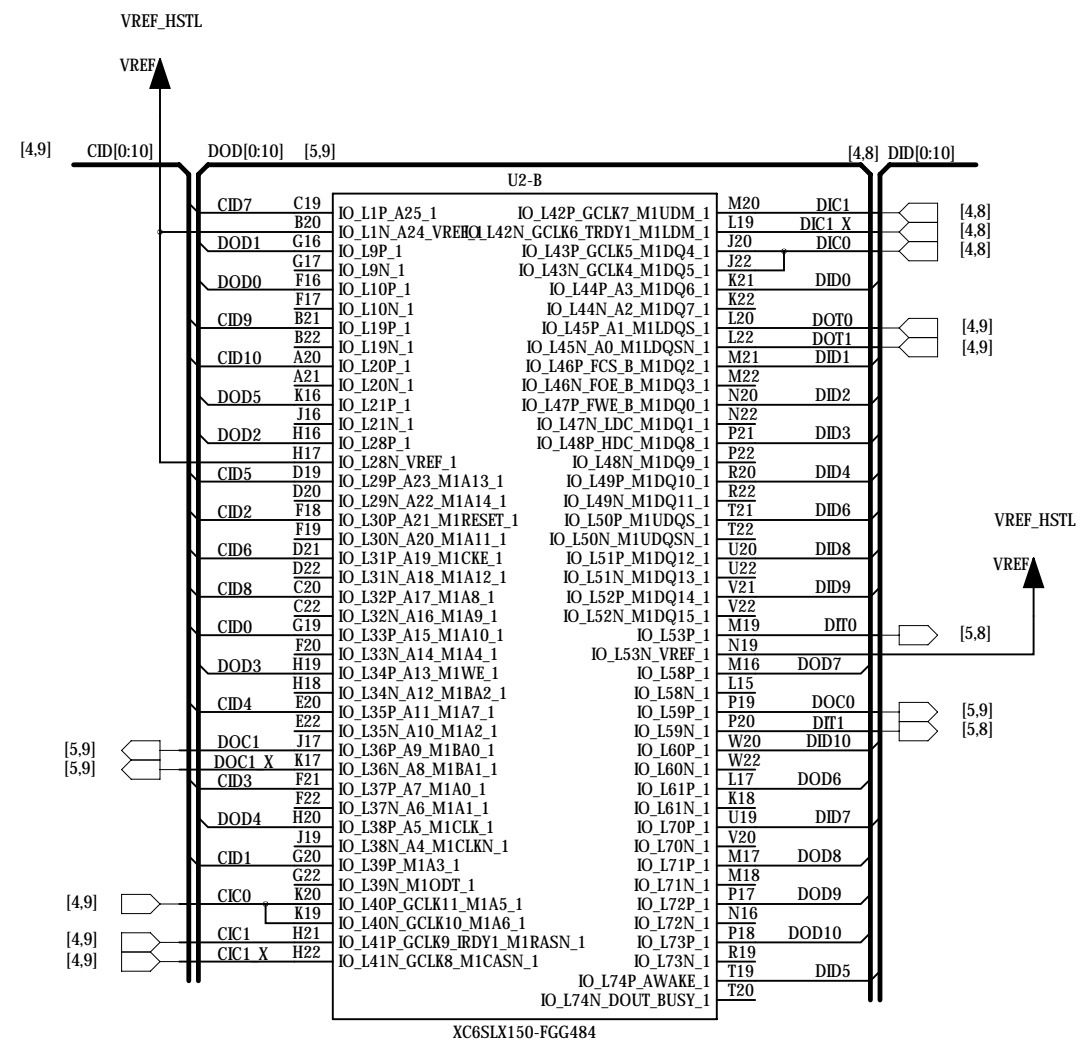 VREF_HSTL
VREF
[4,9] CID[0:10] DOD[0:10] [5,9] [4,8] DID[0:10]
U2-B
CID7 C19 IO_L1P_A25_1 IO_L42P_GCLK7_M1UDM_1 M20 DIC1 [4,8]
B20 IO_L1N_A24_VREF_1 IO_L42N_GCLK6_TRDY1_M1LDM_1 L19 DIC1_X [4,8]
DOD1 G16 IO_L9P_1 IO_L43P_GCLK5_M1DQ4_1 J20 DIC0 [4,8]
G17 IO_L9N_1 IO_L43N_GCLK4_M1DQ5_1 J22
DOD0 F16 IO_L10P_1 IO_L44P_A3_M1DQ6_1 K21 DID0
F17 IO_L10N_1 IO_L44N_A2_M1DQ7_1 K22
CID9 B21 IO_L19P_1 IO_L45P_A1_M1LDQS_1 L20 DOT0 [4,9]
B22 IO_L19N_1 IO_L45N_A0_M1LDQSN_1 L22 DOT1 [4,9]
CID10 A20 IO_L20P_1 IO_L46P_FCS_B_M1DQ2_1 M21 DID1
A21 IO_L20N_1 IO_L46N_FOE_B_M1DQ3_1 M22
DOD5 K16 IO_L21P_1 IO_L47P_FWE_B_M1DQ0_1 N20 DID2
J16 IO_L21N_1 IO_L47N_LDC_M1DQ1_1 N22
DOD2 H16 IO_L28P_1 IO_L48P_HDC_M1DQ8_1 P21 DID3
H17 IO_L28N_VREF_1 IO_L48N_M1DQ9_1 P22
CID5 D19 IO_L29P_A23_M1A13_1 IO_L49P_M1DQ10_1 R20 DID4
D20 IO_L29N_A22_M1A14_1 IO_L49N_M1DQ11_1 R22
CID2 F18 IO_L30P_A21_M1RESET_1 IO_L50P_M1UDQS_1 T21 DID6
VREF_HSTL
F19 IO_L30N_A20_M1A11_1 IO_L50N_M1UDQSN_1 T22
CID6 D21 IO_L31P_A19_M1CKE_1 IO_L51P_M1DQ12_1 U20 DID8
VREF
D22 IO_L31N_A18_M1A12_1 IO_L51N_M1DQ13_1 U22
CID8 C20 IO_L32P_A17_M1A8_1 IO_L52P_M1DQ14_1 V21 DID9
C22 IO_L32N_A16_M1A9_1 IO_L52N_M1DQ15_1 V22
CID0 G19 IO_L33P_A15_M1A10_1 IO_L53P_1 M19 DIT0 [5,8]
F20 IO_L33N_A14_M1A4_1 IO_L53N_VREF_1 N19
DOD3 H19 IO_L34P_A13_M1WE_1 IO_L58P_1 M16 DOD7
H18 IO_L34N_A12_M1BA2_1 IO_L58N_1 L15
CID4 E20 IO_L35P_A11_M1A7_1 IO_L59P_1 P19 DOC0 [5,9]
E22 IO_L35N_A10_M1A2_1 IO_L59N_1 P20 DIT1 [5,8]
[5,9] DOC1 J17 IO_L36P_A9_M1BA0_1 IO_L60P_1 W20 DID10
[5,9] DOC1_X K17 IO_L36N_A8_M1BA1_1 IO_L60N_1 W22
CID3 F21 IO_L37P_A7_M1A0_1 IO_L61P_1 L17 DOD6
F22 IO_L37N_A6_M1A1_1 IO_L61N_1 K18
DOD4 H20 IO_L38P_A5_M1CLK_1 IO_L70P_1 U19 DID7
J19 IO_L38N_A4_M1CLKN_1 IO_L70N_1 V20
CID1 G20 IO_L39P_M1A3_1 IO_L71P_1 M17 DOD8
G22 IO_L39N_M1ODT_1 IO_L71N_1 M18
[4,9] CIC0 K20 IO_L40P_GCLK11_M1A5_1 IO_L72P_1 P17 DOD9
K19 IO_L40N_GCLK10_M1A6_1 IO_L72N_1 N16
[4,9] CIC1 H21 IO_L41P_GCLK9_IRDY1_M1RASN_1 IO_L73P_1 P18 DOD10
[4,9] CIC1_X H22 IO_L41N_GCLK8_M1CASN_1 IO_L73N_1 R19
IO_L74P_AWAKE_1 T19 DID5
IO_L74N_DOUT_BUSY_1 T20
XC6SLX150-FGG484